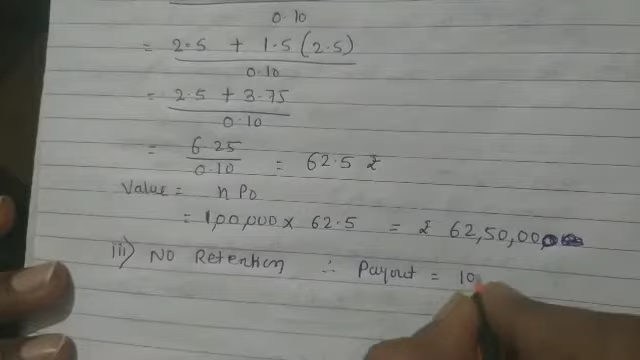 0.10
= 2.5 + 1.5 (2.5)
0.10
= 2.5 + 3.75
0.10
= 6.25
0.10
= 62.5 ₹
Value = n P0
= 1,00,000 × 62.5 = ₹ 62,50,00
iii) NO Retention ∴ Payout = 10